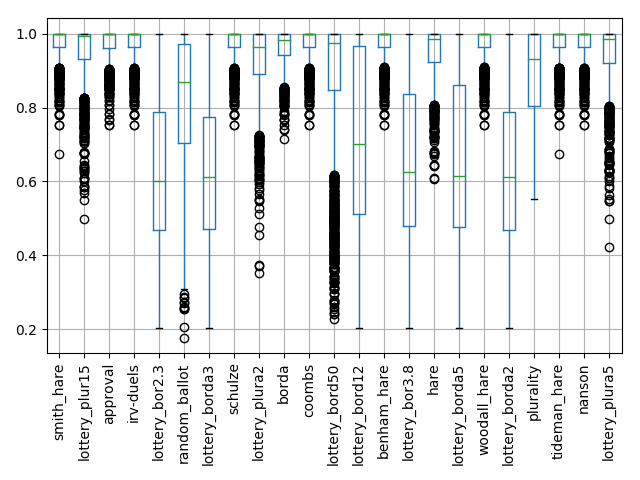 1.0
0.8
0.6
0.4
0.2
smith_hare
lottery_plur15
approval
irv-duels
lottery_bor2.3
random_ballot
lottery_borda3
schulze
lottery_plura2
borda
coombs
lottery_bord50
lottery_bord12
benham_hare
lottery_bor3.8
hare
lottery_borda5
woodall_hare
lottery_borda2
plurality
tideman_hare
nanson
lottery_plura5